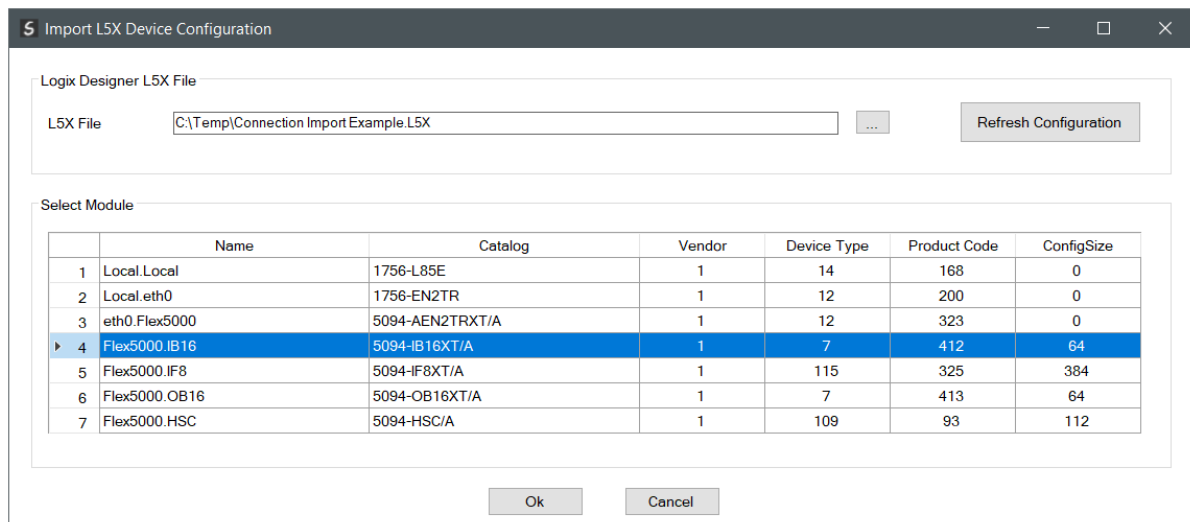 S Import L5X Device Configuration
Logix Designer L5X File
L5X File C:\Temp\Connection Import Example.L5X ... Refresh Configuration
Select Module
Name Catalog Vendor Device Type Product Code ConfigSize
1 Local.Local 1756-L85E 1 14 168 0
2 Local.eth0 1756-EN2TR 1 12 200 0
3 eth0.Flex5000 5094-AEN2TRXT/A 1 12 323 0
4 Flex5000.IB16 5094-IB16XT/A 1 7 412 64
5 Flex5000.IF8 5094-IF8XT/A 1 115 325 384
6 Flex5000.OB16 5094-OB16XT/A 1 7 413 64
7 Flex5000.HSC 5094-HSC/A 1 109 93 112
Ok Cancel